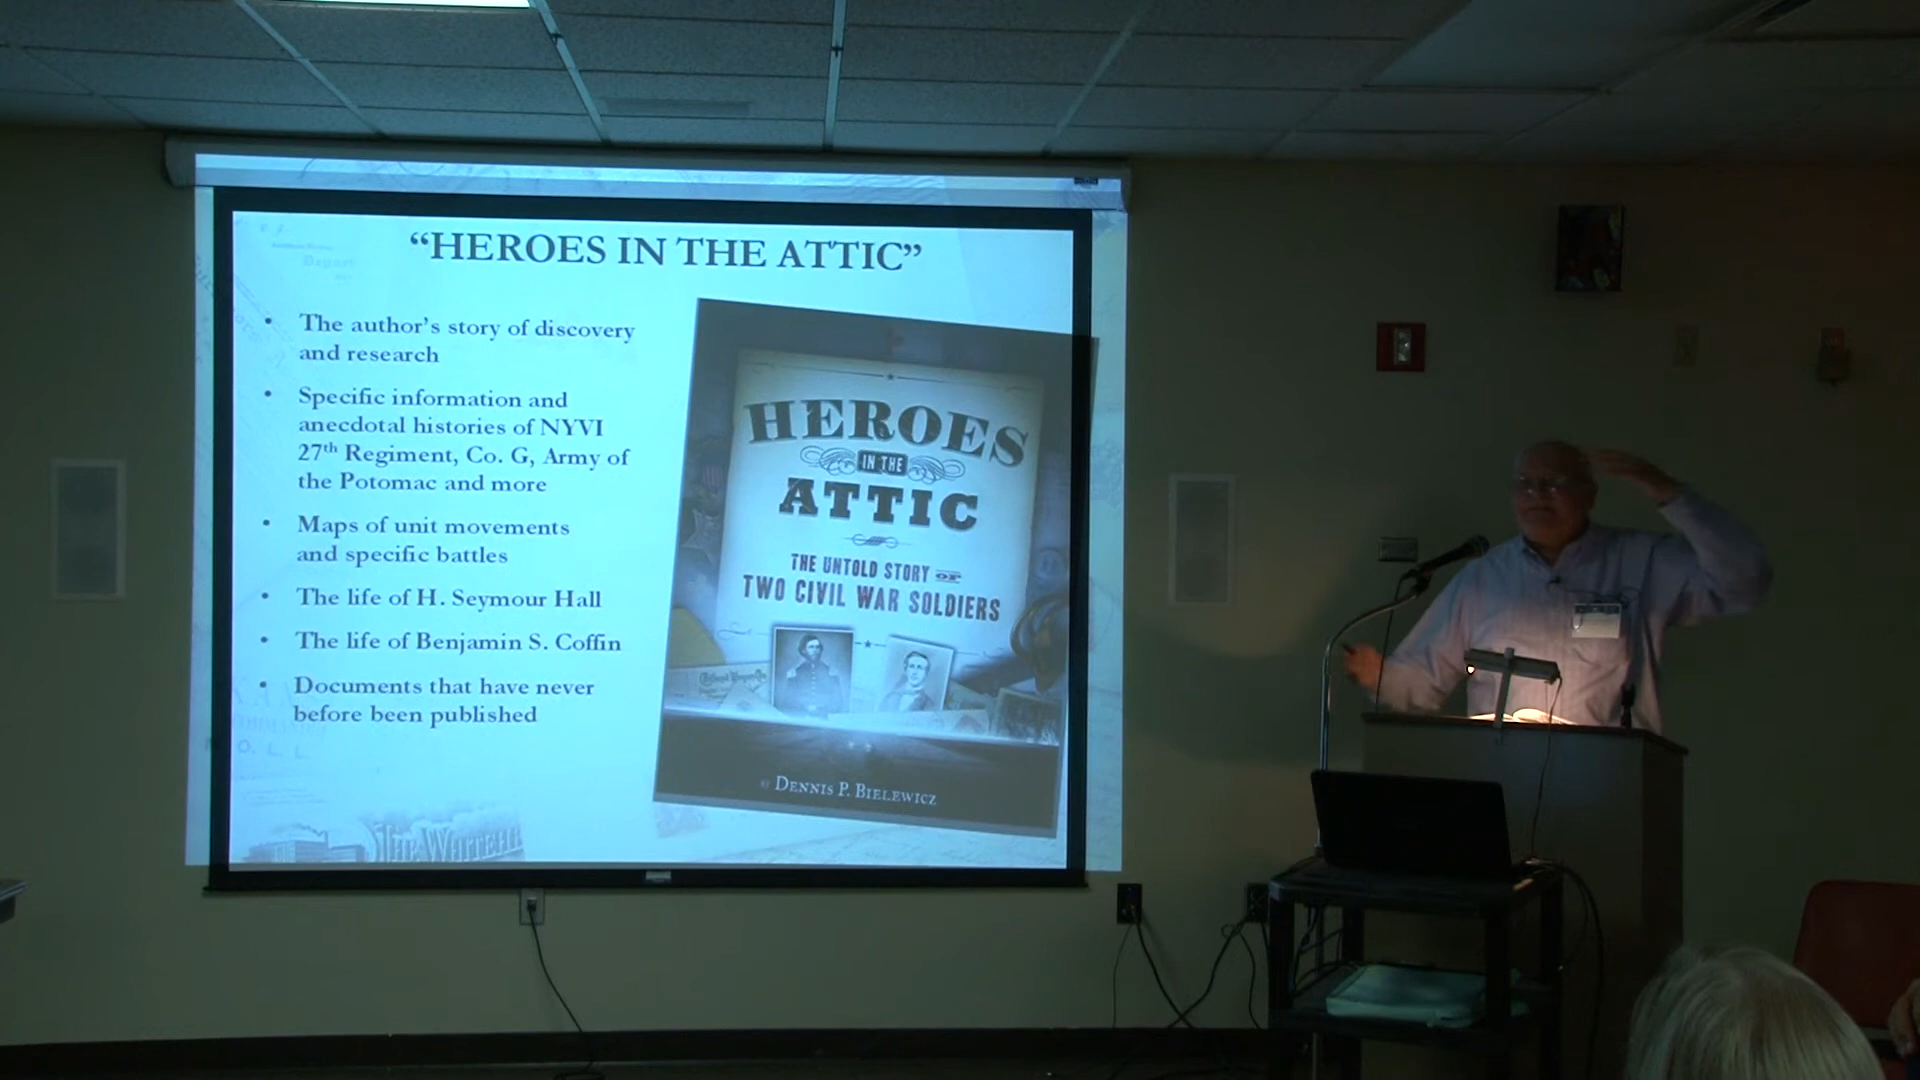 “HEROES IN THE ATTIC”
• The author’s story of discovery
and research
• Specific information and
anecdotal histories of NYVI
27th Regiment, Co. G, Army of
the Potomac and more
• Maps of unit movements
and specific battles
• The life of H. Seymour Hall
• The life of Benjamin S. Coffin
• Documents that have never
before been published
HEROES
IN THE
ATTIC
THE UNTOLD STORY OF
TWO CIVIL WAR SOLDIERS
BY DENNIS P. BIELEWICZ